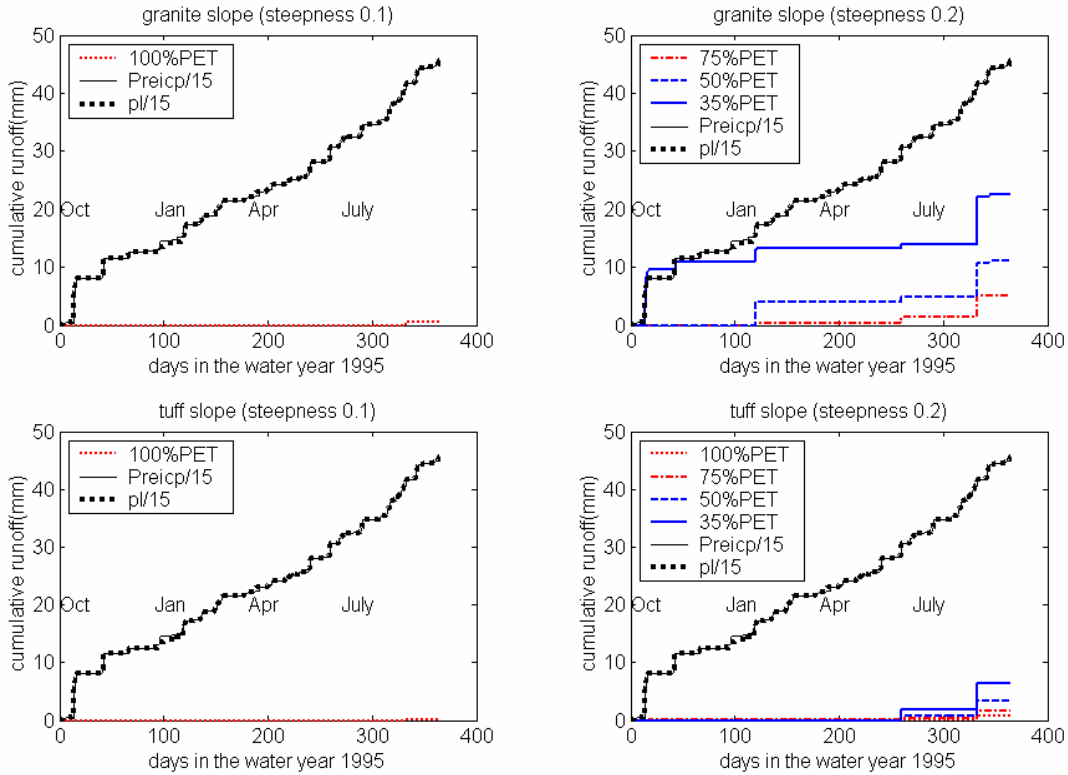 granite slope (steepness 0.1)
50
40
30
20
10
0
cumulative runoff(mm)
100%PET
Preicp/15
pl/15
Oct Jan Apr July
0 100 200 300 400
days in the water year 1995
granite slope (steepness 0.2)
50
40
30
20
10
0
cumulative runoff(mm)
75%PET
50%PET
35%PET
Preicp/15
pl/15
Oct Jan Apr July
0 100 200 300 400
days in the water year 1995
tuff slope (steepness 0.1)
50
40
30
20
10
0
cumulative runoff(mm)
100%PET
Preicp/15
pl/15
Oct Jan Apr July
0 100 200 300 400
days in the water year 1995
tuff slope (steepness 0.2)
50
40
30
20
10
0
cumulative runoff(mm)
100%PET
75%PET
50%PET
35%PET
Preicp/15
pl/15
Oct Jan Apr July
0 100 200 300 400
days in the water year 1995